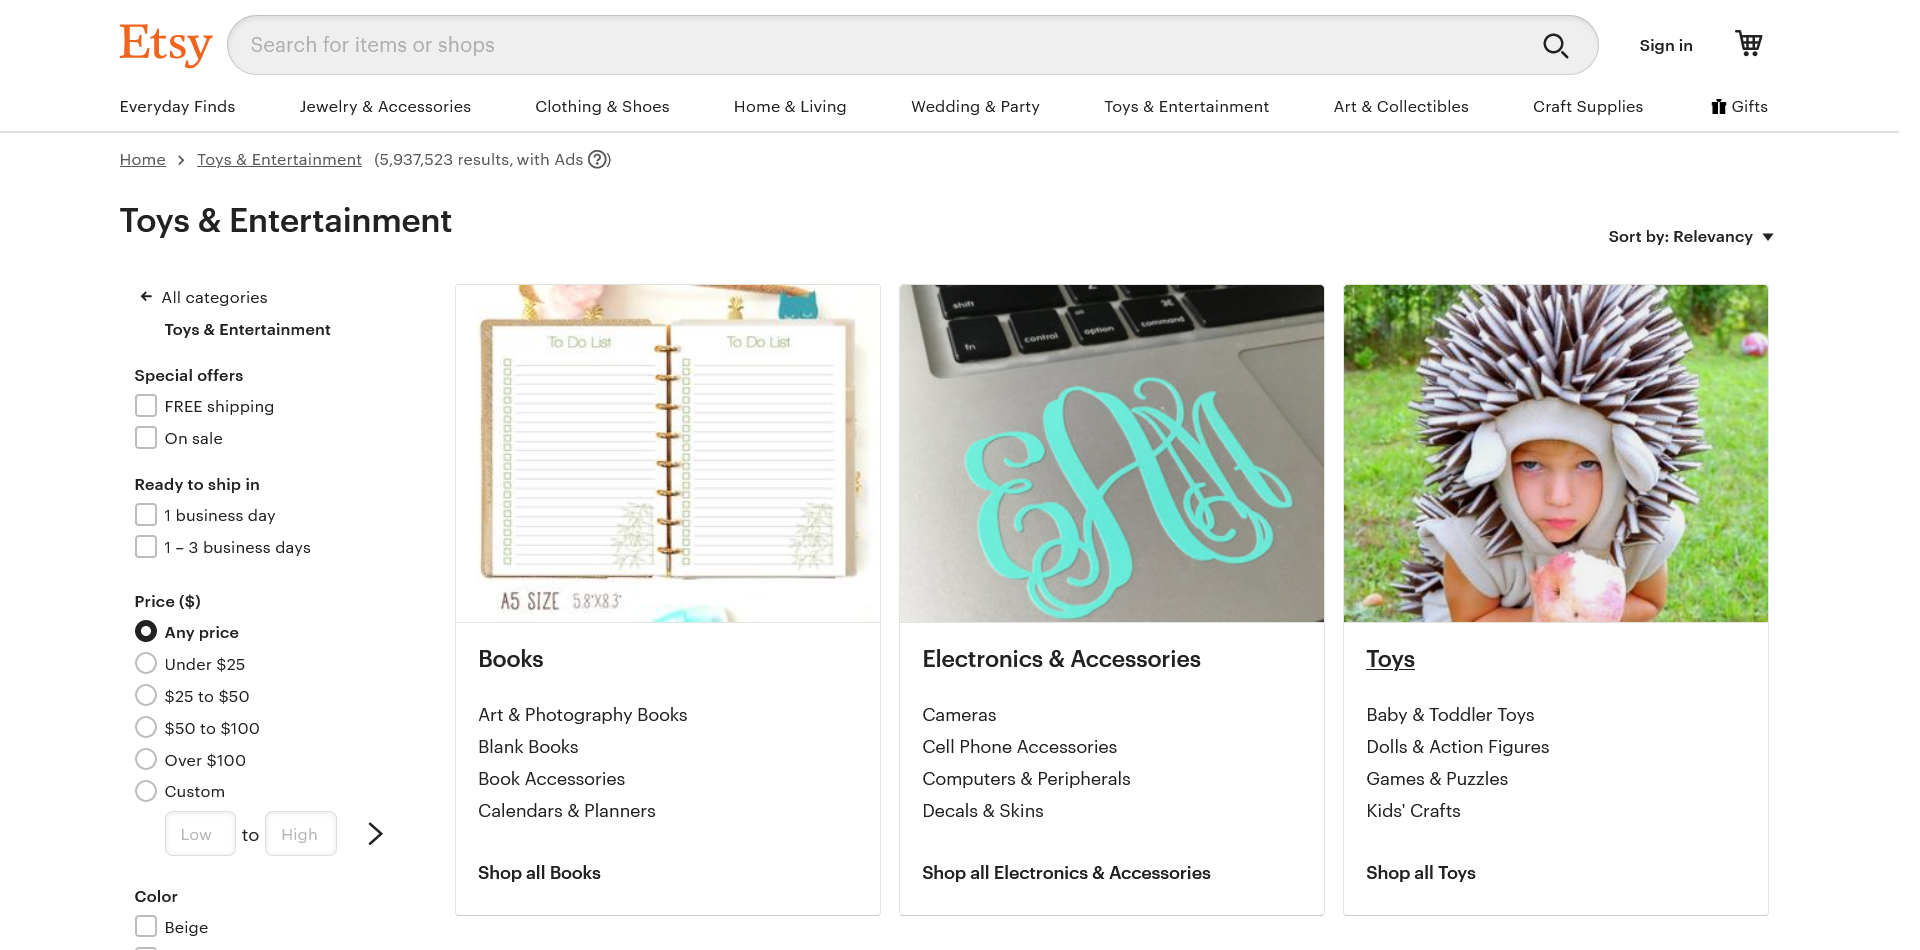 Etsy
Search for items or shops
Sign in
Everyday Finds
Jewelry & Accessories
Clothing & Shoes
Home & Living
Wedding & Party
Toys & Entertainment
Art & Collectibles
Craft Supplies
Gifts
Home
Toys & Entertainment
(5,937,523 results, with Ads ?)
Toys & Entertainment
Sort by: Relevancy
All categories
Toys & Entertainment
Special offers
FREE shipping
On sale
Ready to ship in
1 business day
1 – 3 business days
Price ($)
Any price
Under $25
$25 to $50
$50 to $100
Over $100
Custom
Low to High
Color
Beige
To Do List To Do List
A5 SIZE 5.8"X8.3"
Books
Art & Photography Books
Blank Books
Book Accessories
Calendars & Planners
Shop all Books
shift
fn control alt option ⌘ command
EAM
Electronics & Accessories
Cameras
Cell Phone Accessories
Computers & Peripherals
Decals & Skins
Shop all Electronics & Accessories
Toys
Baby & Toddler Toys
Dolls & Action Figures
Games & Puzzles
Kids' Crafts
Shop all Toys